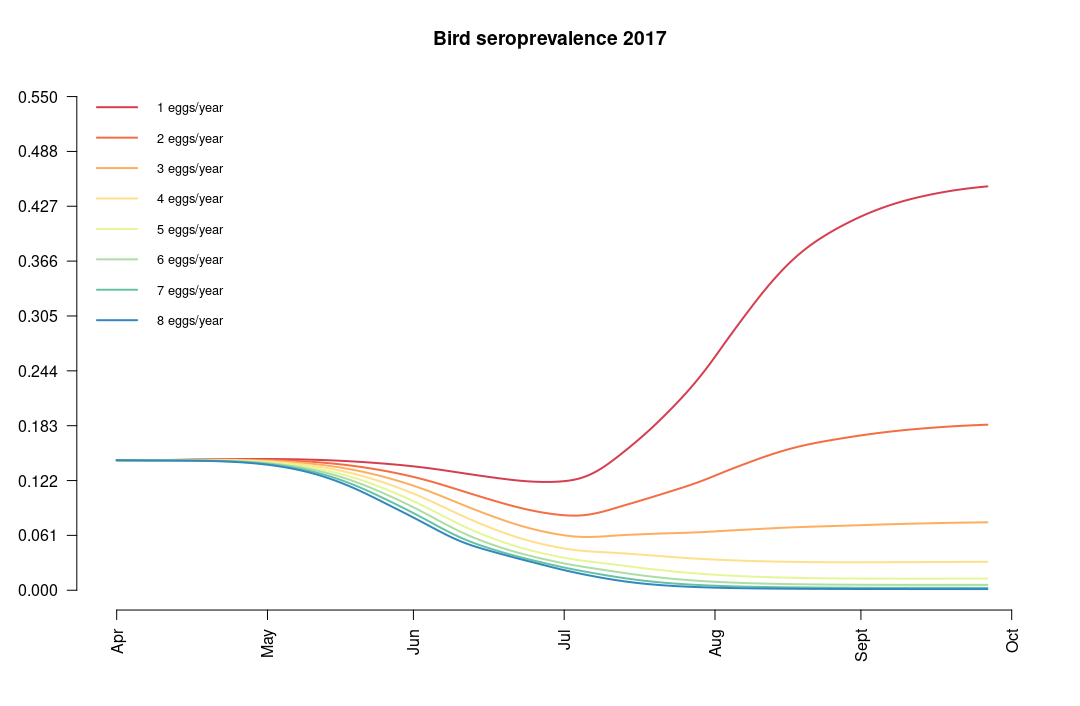 Bird seroprevalence 2017
0.550
0.488
0.427
0.366
0.305
0.244
0.183
0.122
0.061
0.000
1 eggs/year
2 eggs/year
3 eggs/year
4 eggs/year
5 eggs/year
6 eggs/year
7 eggs/year
8 eggs/year
Apr
May
Jun
Jul
Aug
Sept
Oct